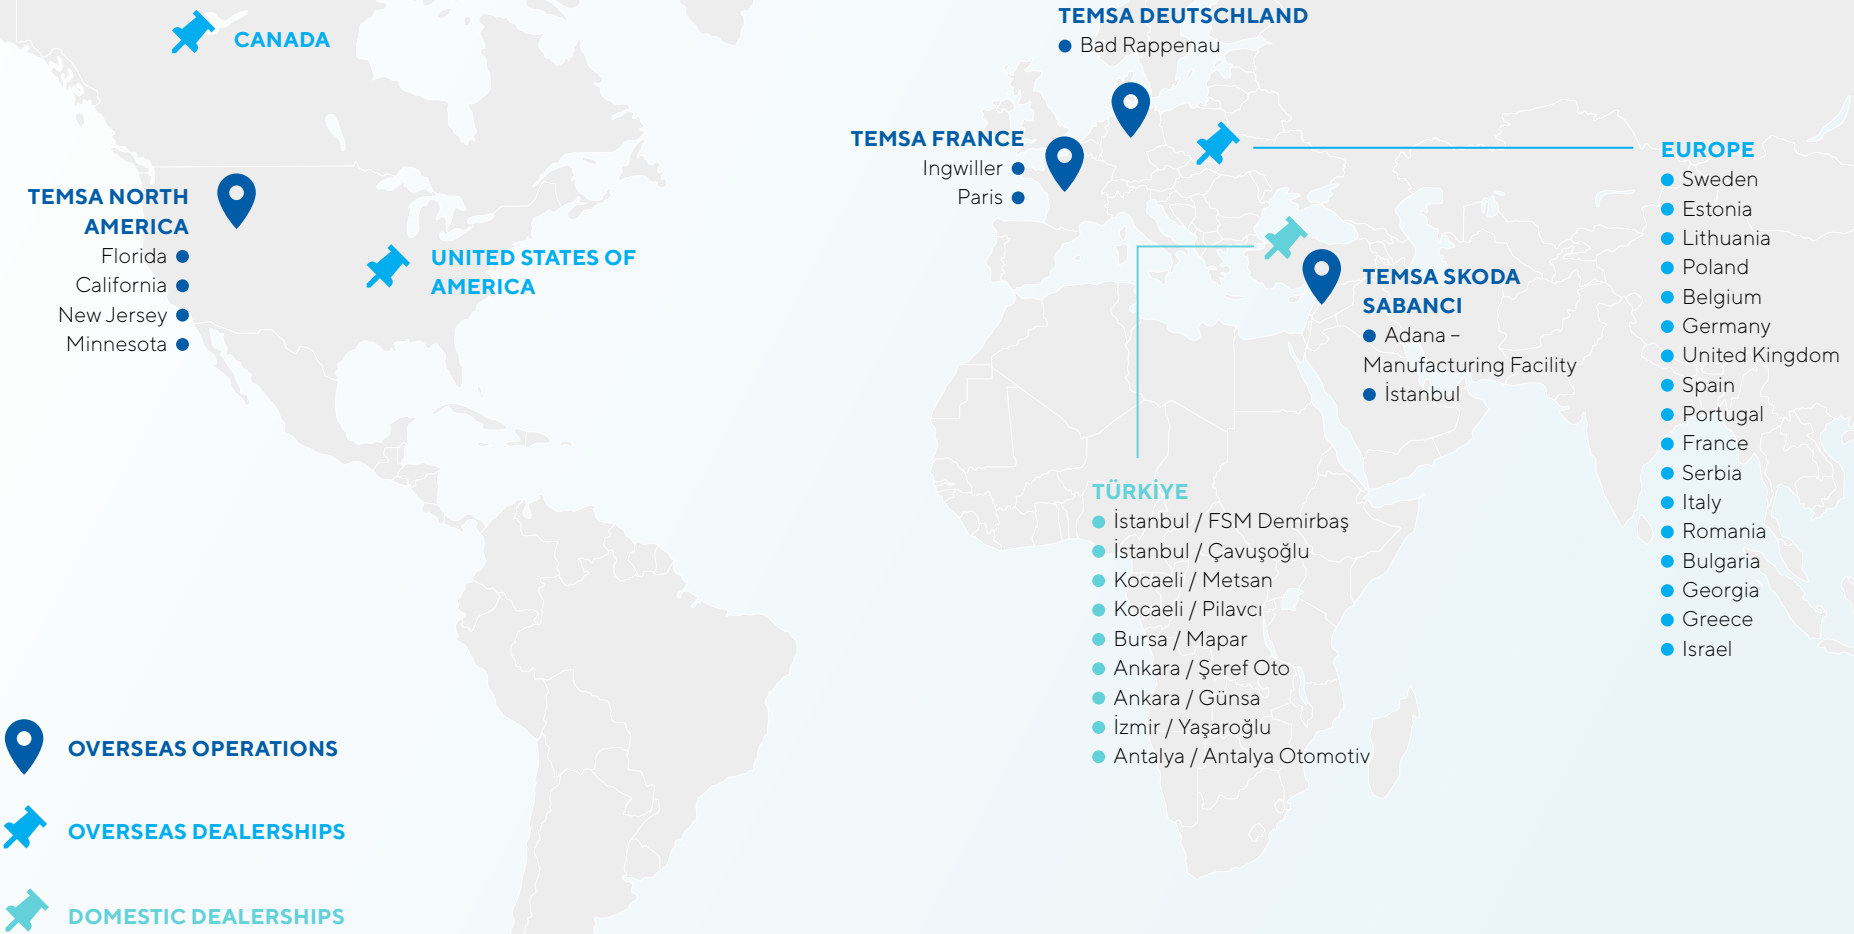 CANADA
TEMSA NORTH
AMERICA
Florida
California
New Jersey
Minnesota
UNITED STATES OF
AMERICA
TEMSA DEUTSCHLAND
Bad Rappenau
TEMSA FRANCE
Ingwiller
Paris
TEMSA SKODA
SABANCI
Adana –
Manufacturing Facility
İstanbul
EUROPE
Sweden
Estonia
Lithuania
Poland
Belgium
Germany
United Kingdom
Spain
Portugal
France
Serbia
Italy
Romania
Bulgaria
Georgia
Greece
Israel
TÜRKİYE
İstanbul / FSM Demirbaş
İstanbul / Çavuşoğlu
Kocaeli / Metsan
Kocaeli / Pilavcı
Bursa / Mapar
Ankara / Şeref Oto
Ankara / Günsa
İzmir / Yaşaroğlu
Antalya / Antalya Otomotiv
OVERSEAS OPERATIONS
OVERSEAS DEALERSHIPS
DOMESTIC DEALERSHIPS